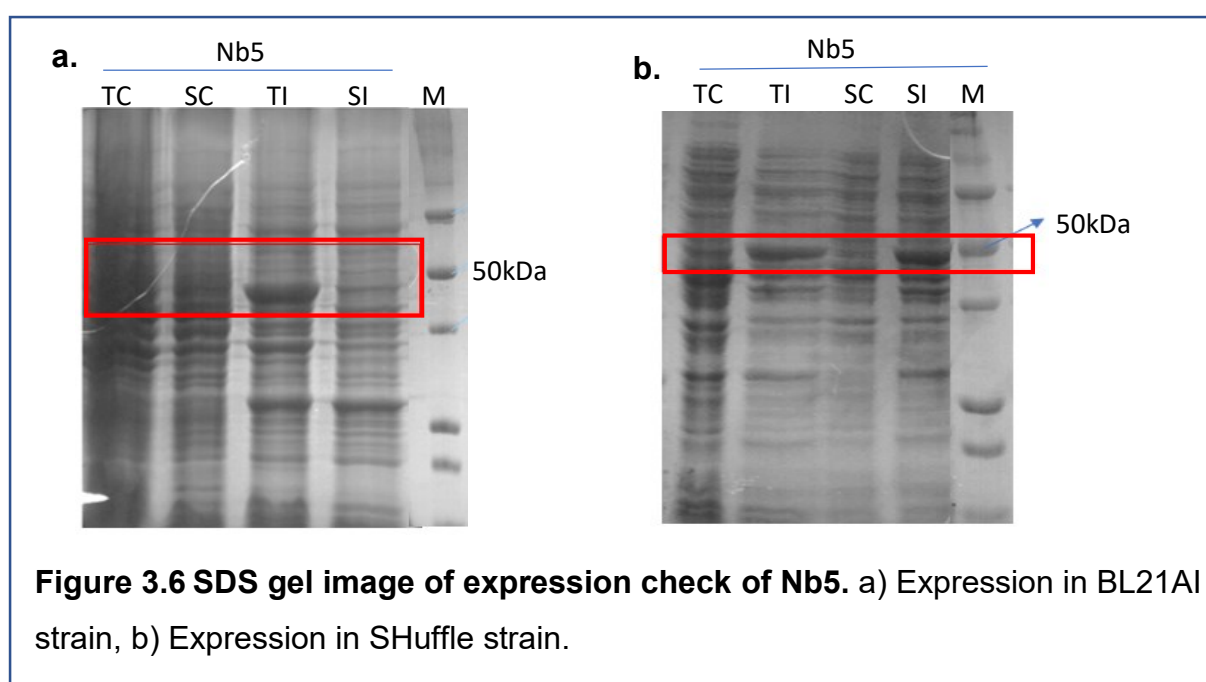 a.
Nb5
TC SC TI SI M
50kDa
b.
Nb5
TC TI SC SI M
50kDa
Figure 3.6 SDS gel image of expression check of Nb5. a) Expression in BL21AI
strain, b) Expression in SHuffle strain.